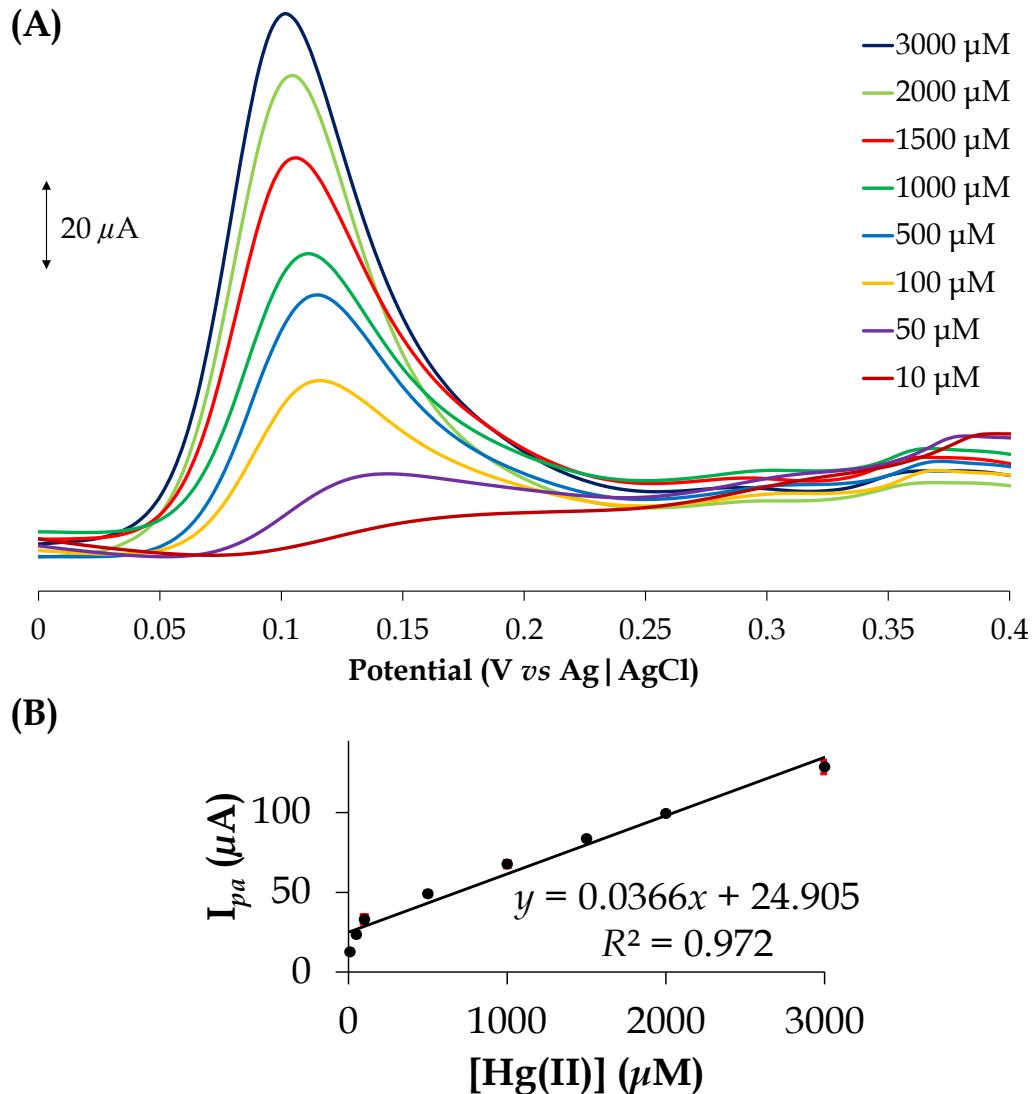 (A)
3000 µM
2000 µM
1500 µM
1000 µM
500 µM
100 µM
50 µM
10 µM
20 µA
0 0.05 0.1 0.15 0.2 0.25 0.3 0.35 0.4
Potential (V vs Ag|AgCl)
(B)
I_pa (µA)
100
50
0
y = 0.0366x + 24.905
R² = 0.972
0 1000 2000 3000
[Hg(II)] (µM)